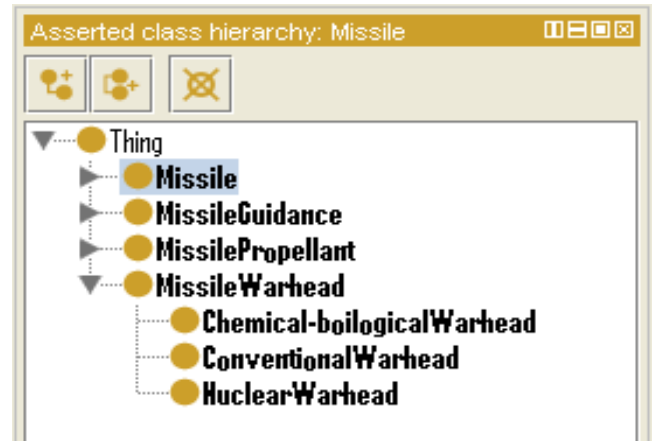 Asserted class hierarchy: Missile
Thing
Missile
MissileGuidance
MissilePropellant
MissileWarhead
Chemical-boilogicalWarhead
ConventionalWarhead
NuclearWarhead